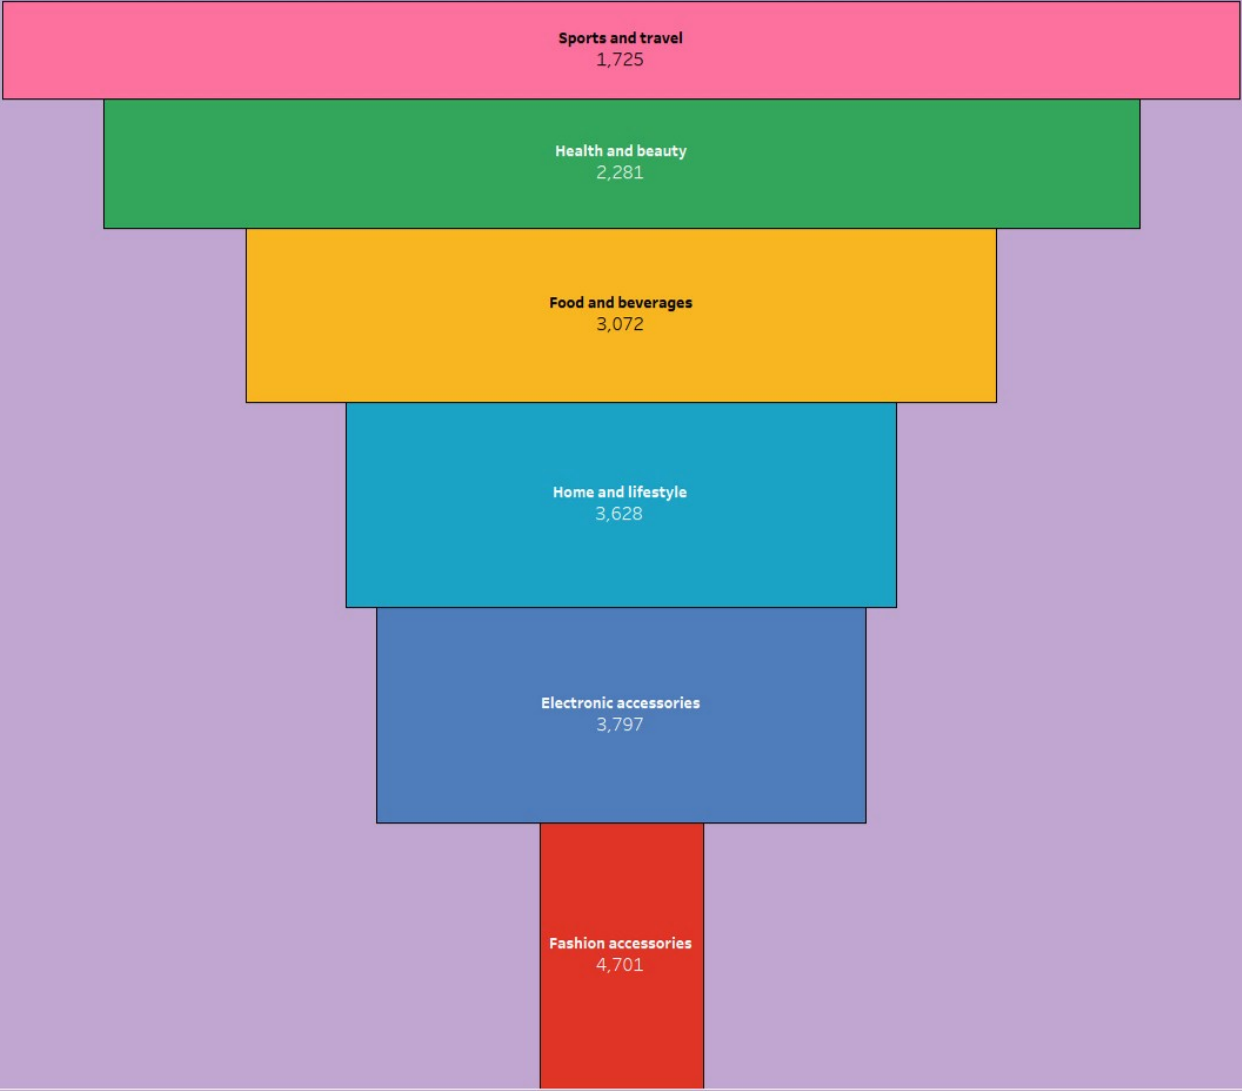 Sports and travel
1,725
Health and beauty
2,281
Food and beverages
3,072
Home and lifestyle
3,628
Electronic accessories
3,797
Fashion accessories
4,701